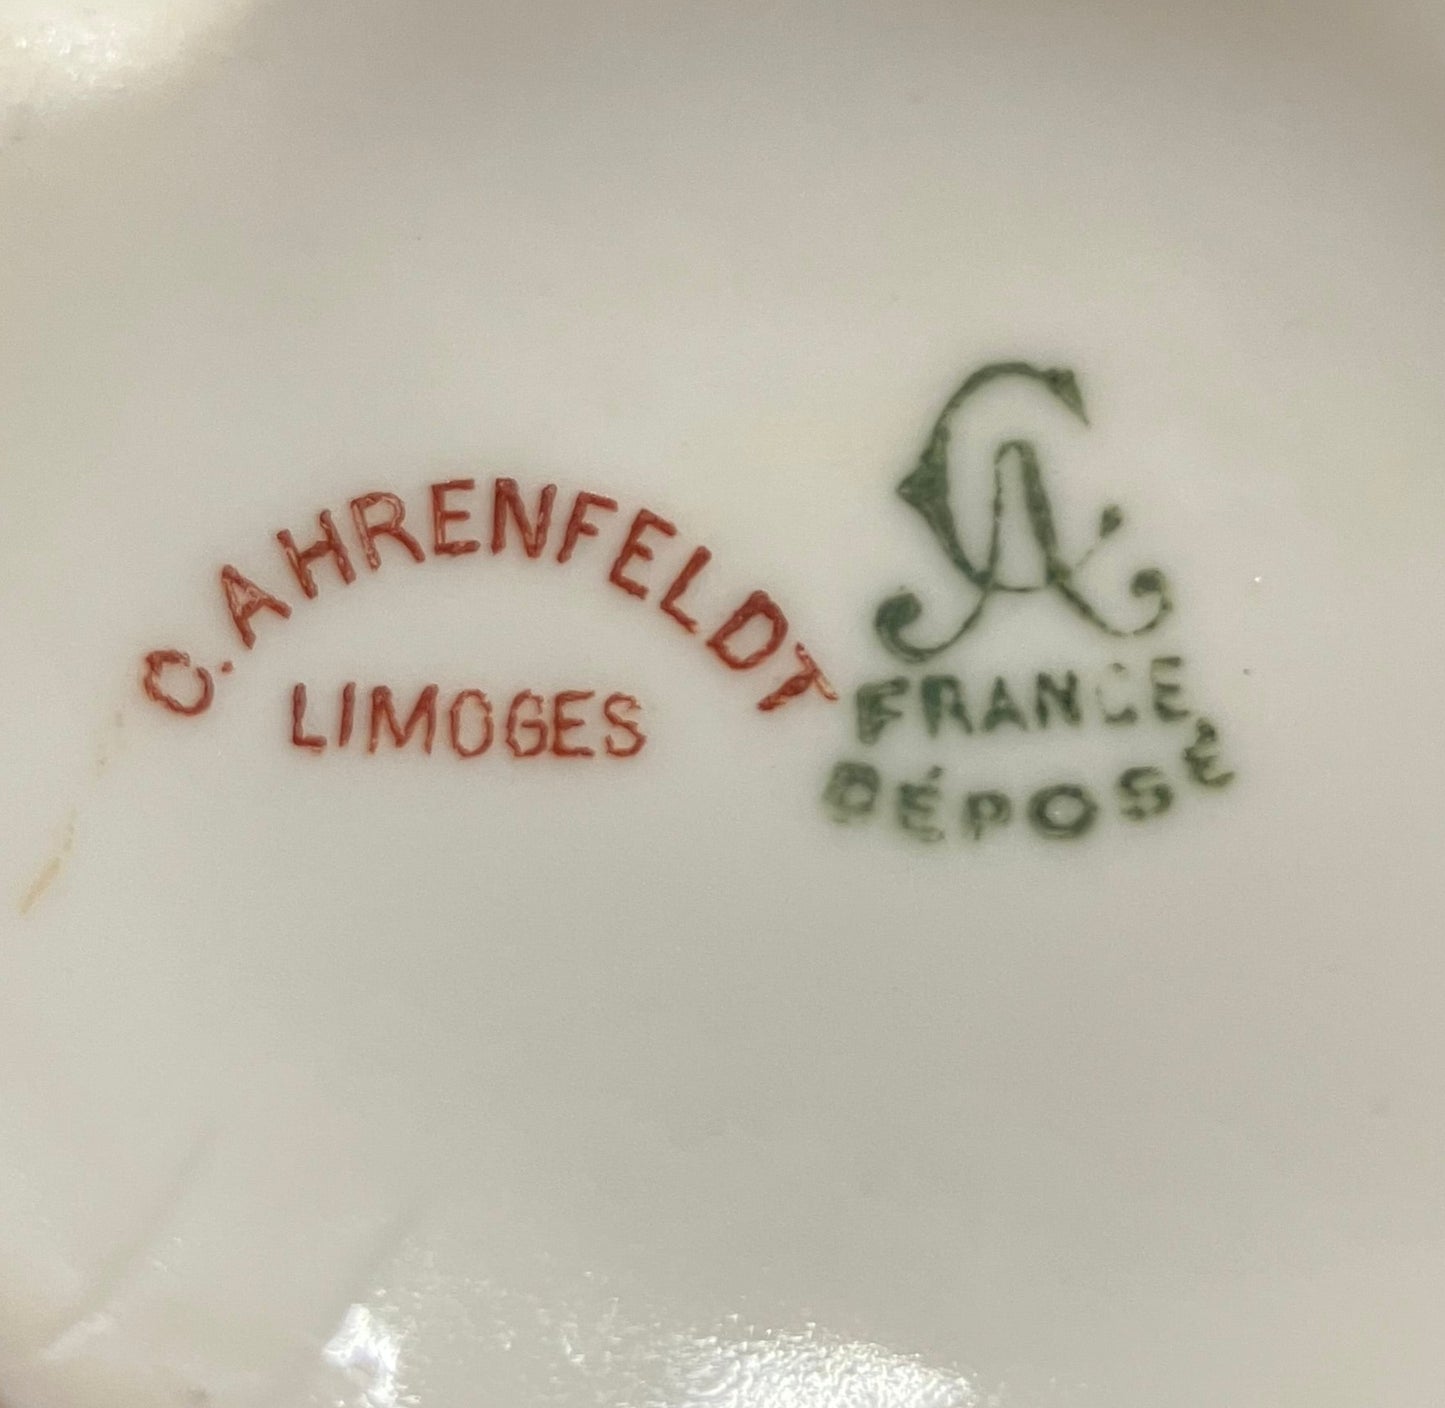 C. AHRENFELDT
LIMOGES
CA
FRANCE
DÉPOSÉ